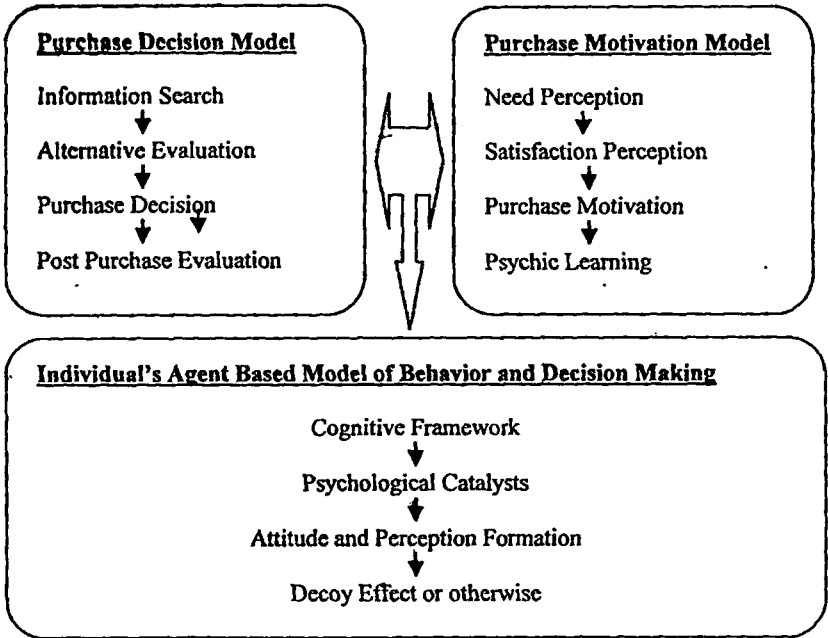 Purchase Decision Model
Information Search
Alternative Evaluation
Purchase Decision
Post Purchase Evaluation
Purchase Motivation Model
Need Perception
Satisfaction Perception
Purchase Motivation
Psychic Learning
Individual's Agent Based Model of Behavior and Decision Making
Cognitive Framework
Psychological Catalysts
Attitude and Perception Formation
Decoy Effect or otherwise